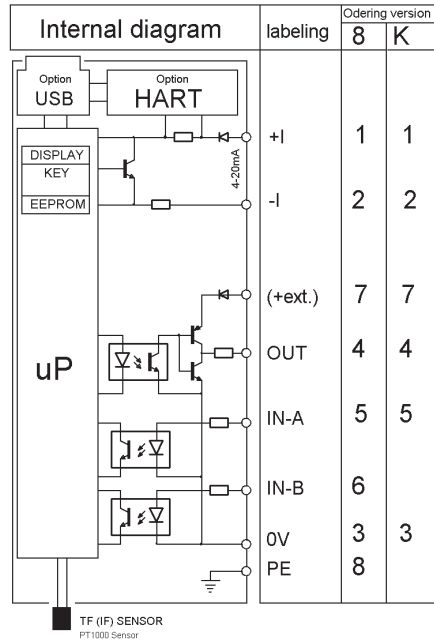 Internal diagram
labeling
Odering version
8 K
Option
USB
Option
HART
DISPLAY
KEY
EEPROM
4-20mA
uP
+I 1 1
-I 2 2
(+ext.) 7 7
OUT 4 4
IN-A 5 5
IN-B 6
0V 3 3
PE 8
TF (IF) SENSOR
PT1000 Sensor